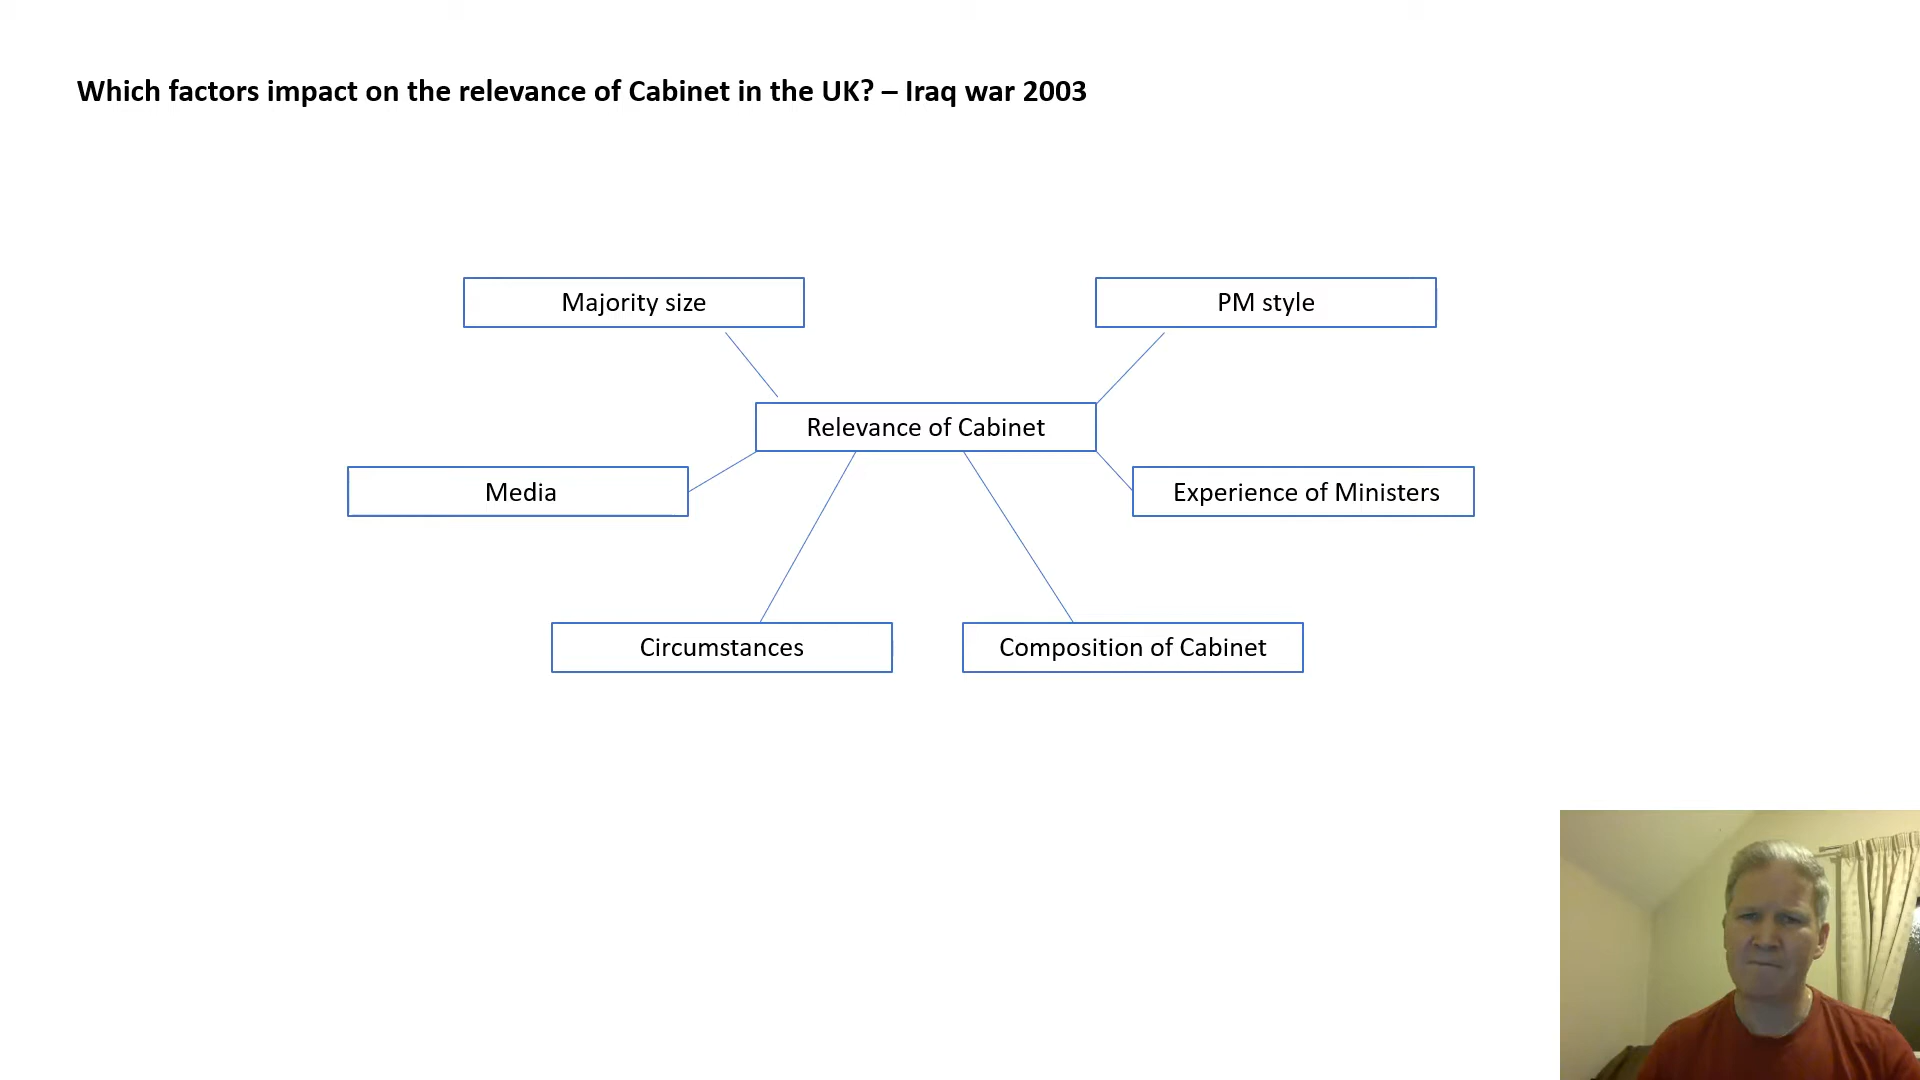 Which factors impact on the relevance of Cabinet in the UK? – Iraq war 2003
Majority size
PM style
Relevance of Cabinet
Media
Experience of Ministers
Circumstances
Composition of Cabinet